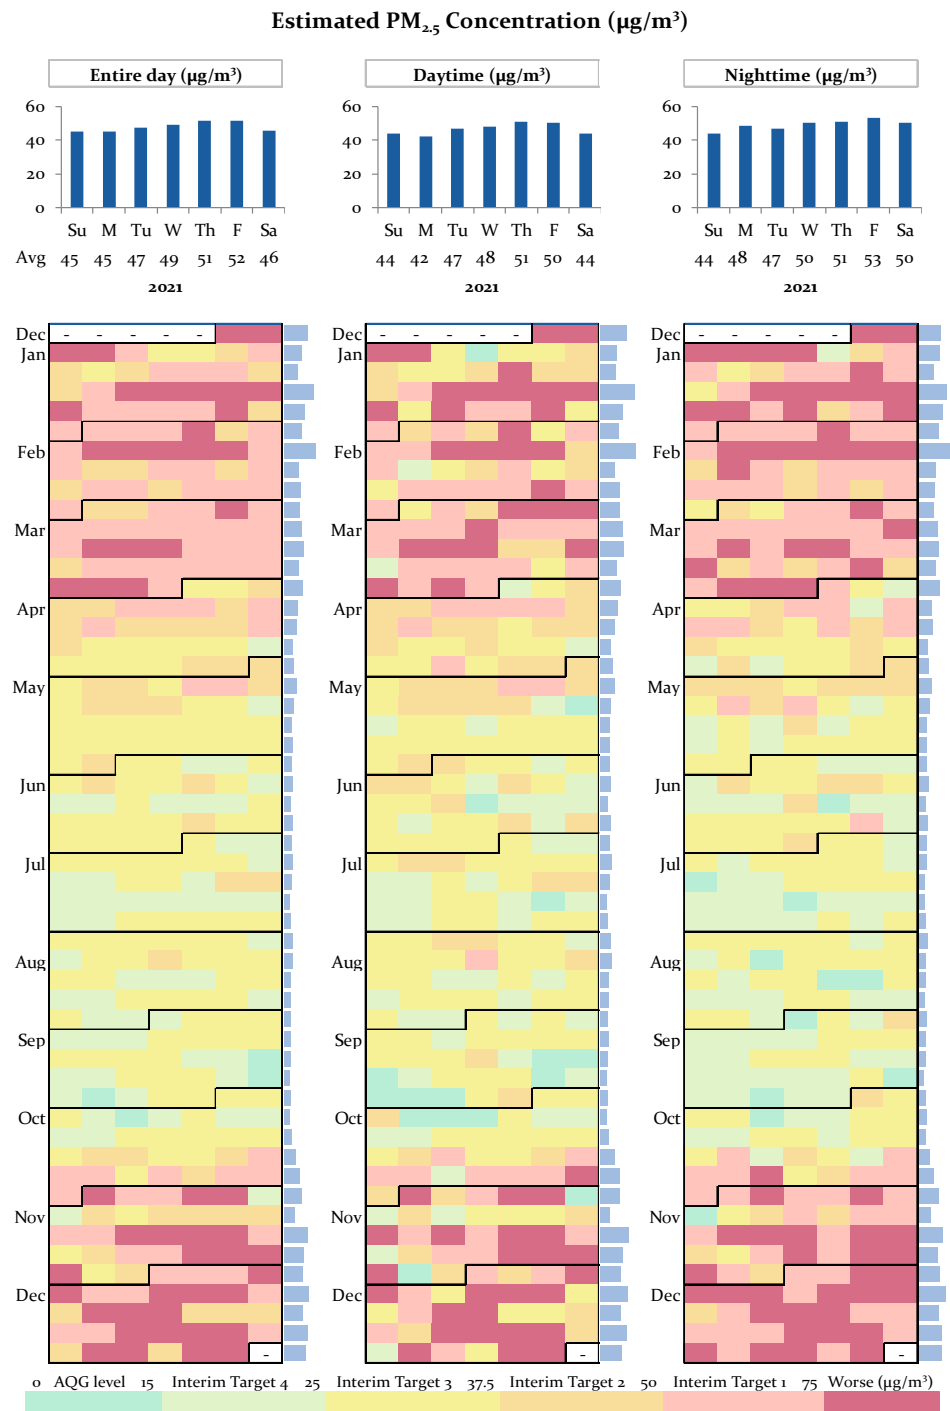 Estimated PM2.5 Concentration (µg/m³)
Entire day (µg/m³) Daytime (µg/m³) Nighttime (µg/m³)
60 60 60
40 40 40
20 20 20
0 0 0
Su M Tu W Th F Sa Su M Tu W Th F Sa Su M Tu W Th F Sa
Avg 45 45 47 49 51 52 46 44 42 47 48 51 50 44 44 48 47 50 51 53 50
2021 2021 2021
Dec - - - - - Dec - - - - - Dec - - - - -
Jan Jan Jan
Feb Feb Feb
Mar Mar Mar
Apr Apr Apr
May May May
Jun Jun Jun
Jul Jul Jul
Aug Aug Aug
Sep Sep Sep
Oct Oct Oct
Nov Nov Nov
Dec Dec Dec
- - -
0 AQG level 15 Interim Target 4 25 Interim Target 3 37.5 Interim Target 2 50 Interim Target 1 75 Worse (µg/m³)